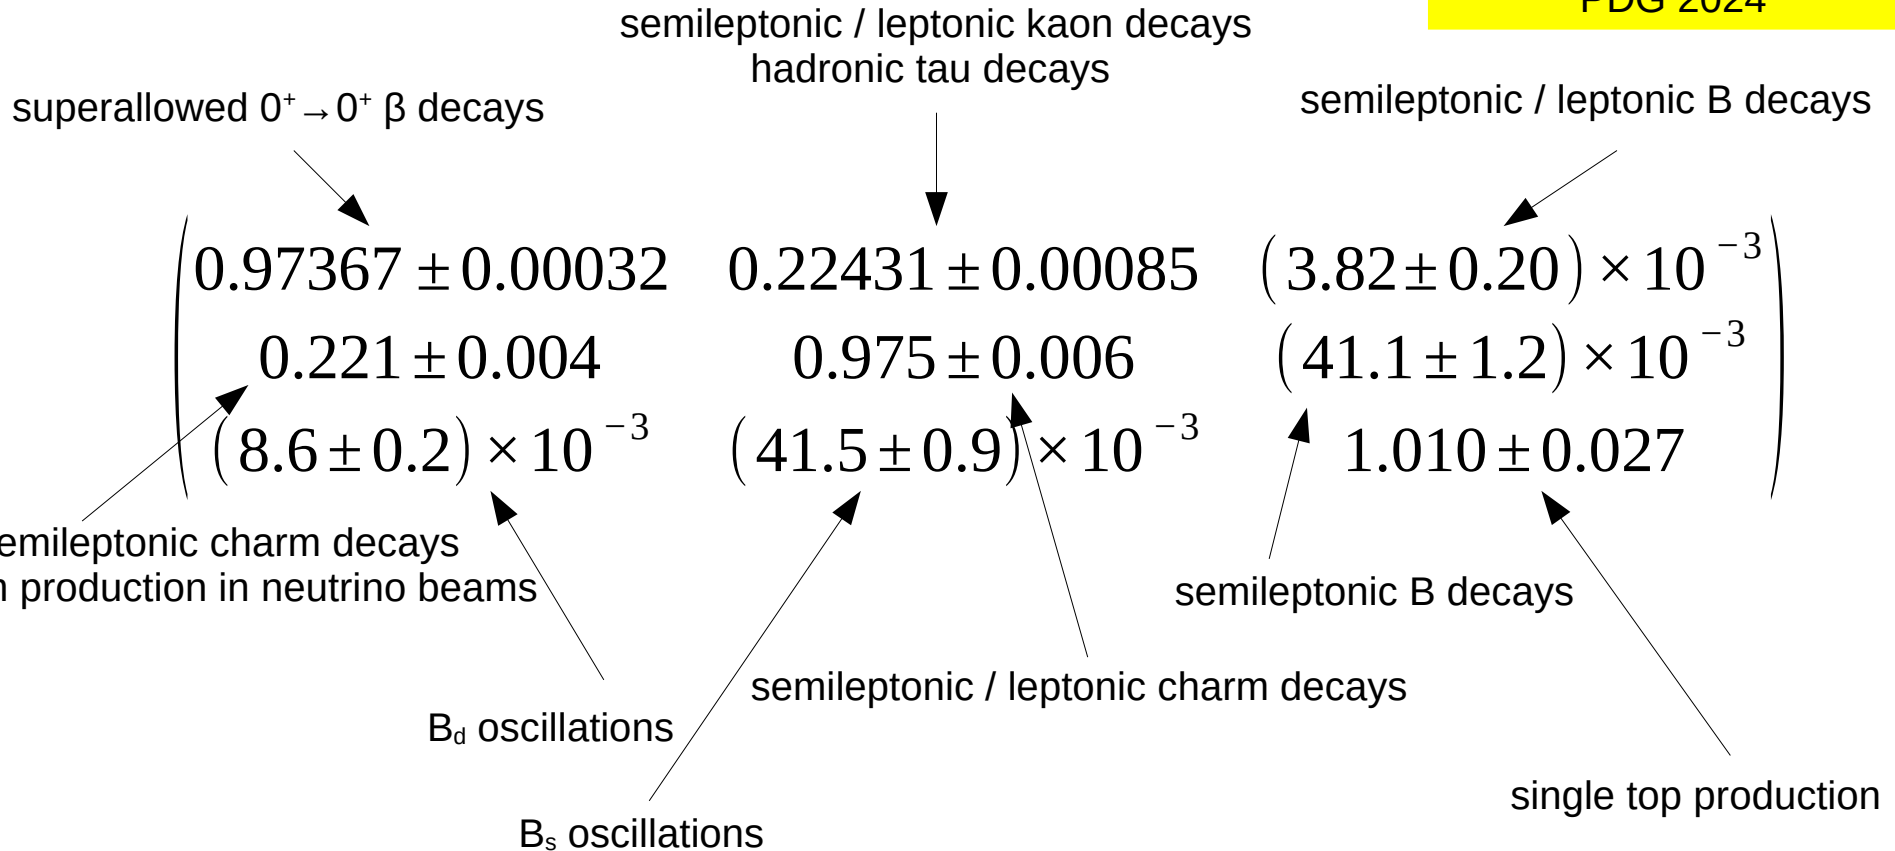 PDG 2024
semileptonic / leptonic kaon decays
hadronic tau decays
superallowed 0⁺→0⁺ β decays
semileptonic / leptonic B decays
0.97367 ± 0.00032 0.22431 ± 0.00085 (3.82 ± 0.20) × 10⁻³
0.221 ± 0.004 0.975 ± 0.006 (41.1 ± 1.2) × 10⁻³
(8.6 ± 0.2) × 10⁻³ (41.5 ± 0.9) × 10⁻³ 1.010 ± 0.027
emileptonic charm decays
production in neutrino beams
semileptonic B decays
semileptonic / leptonic charm decays
B_d oscillations
single top production
B_s oscillations